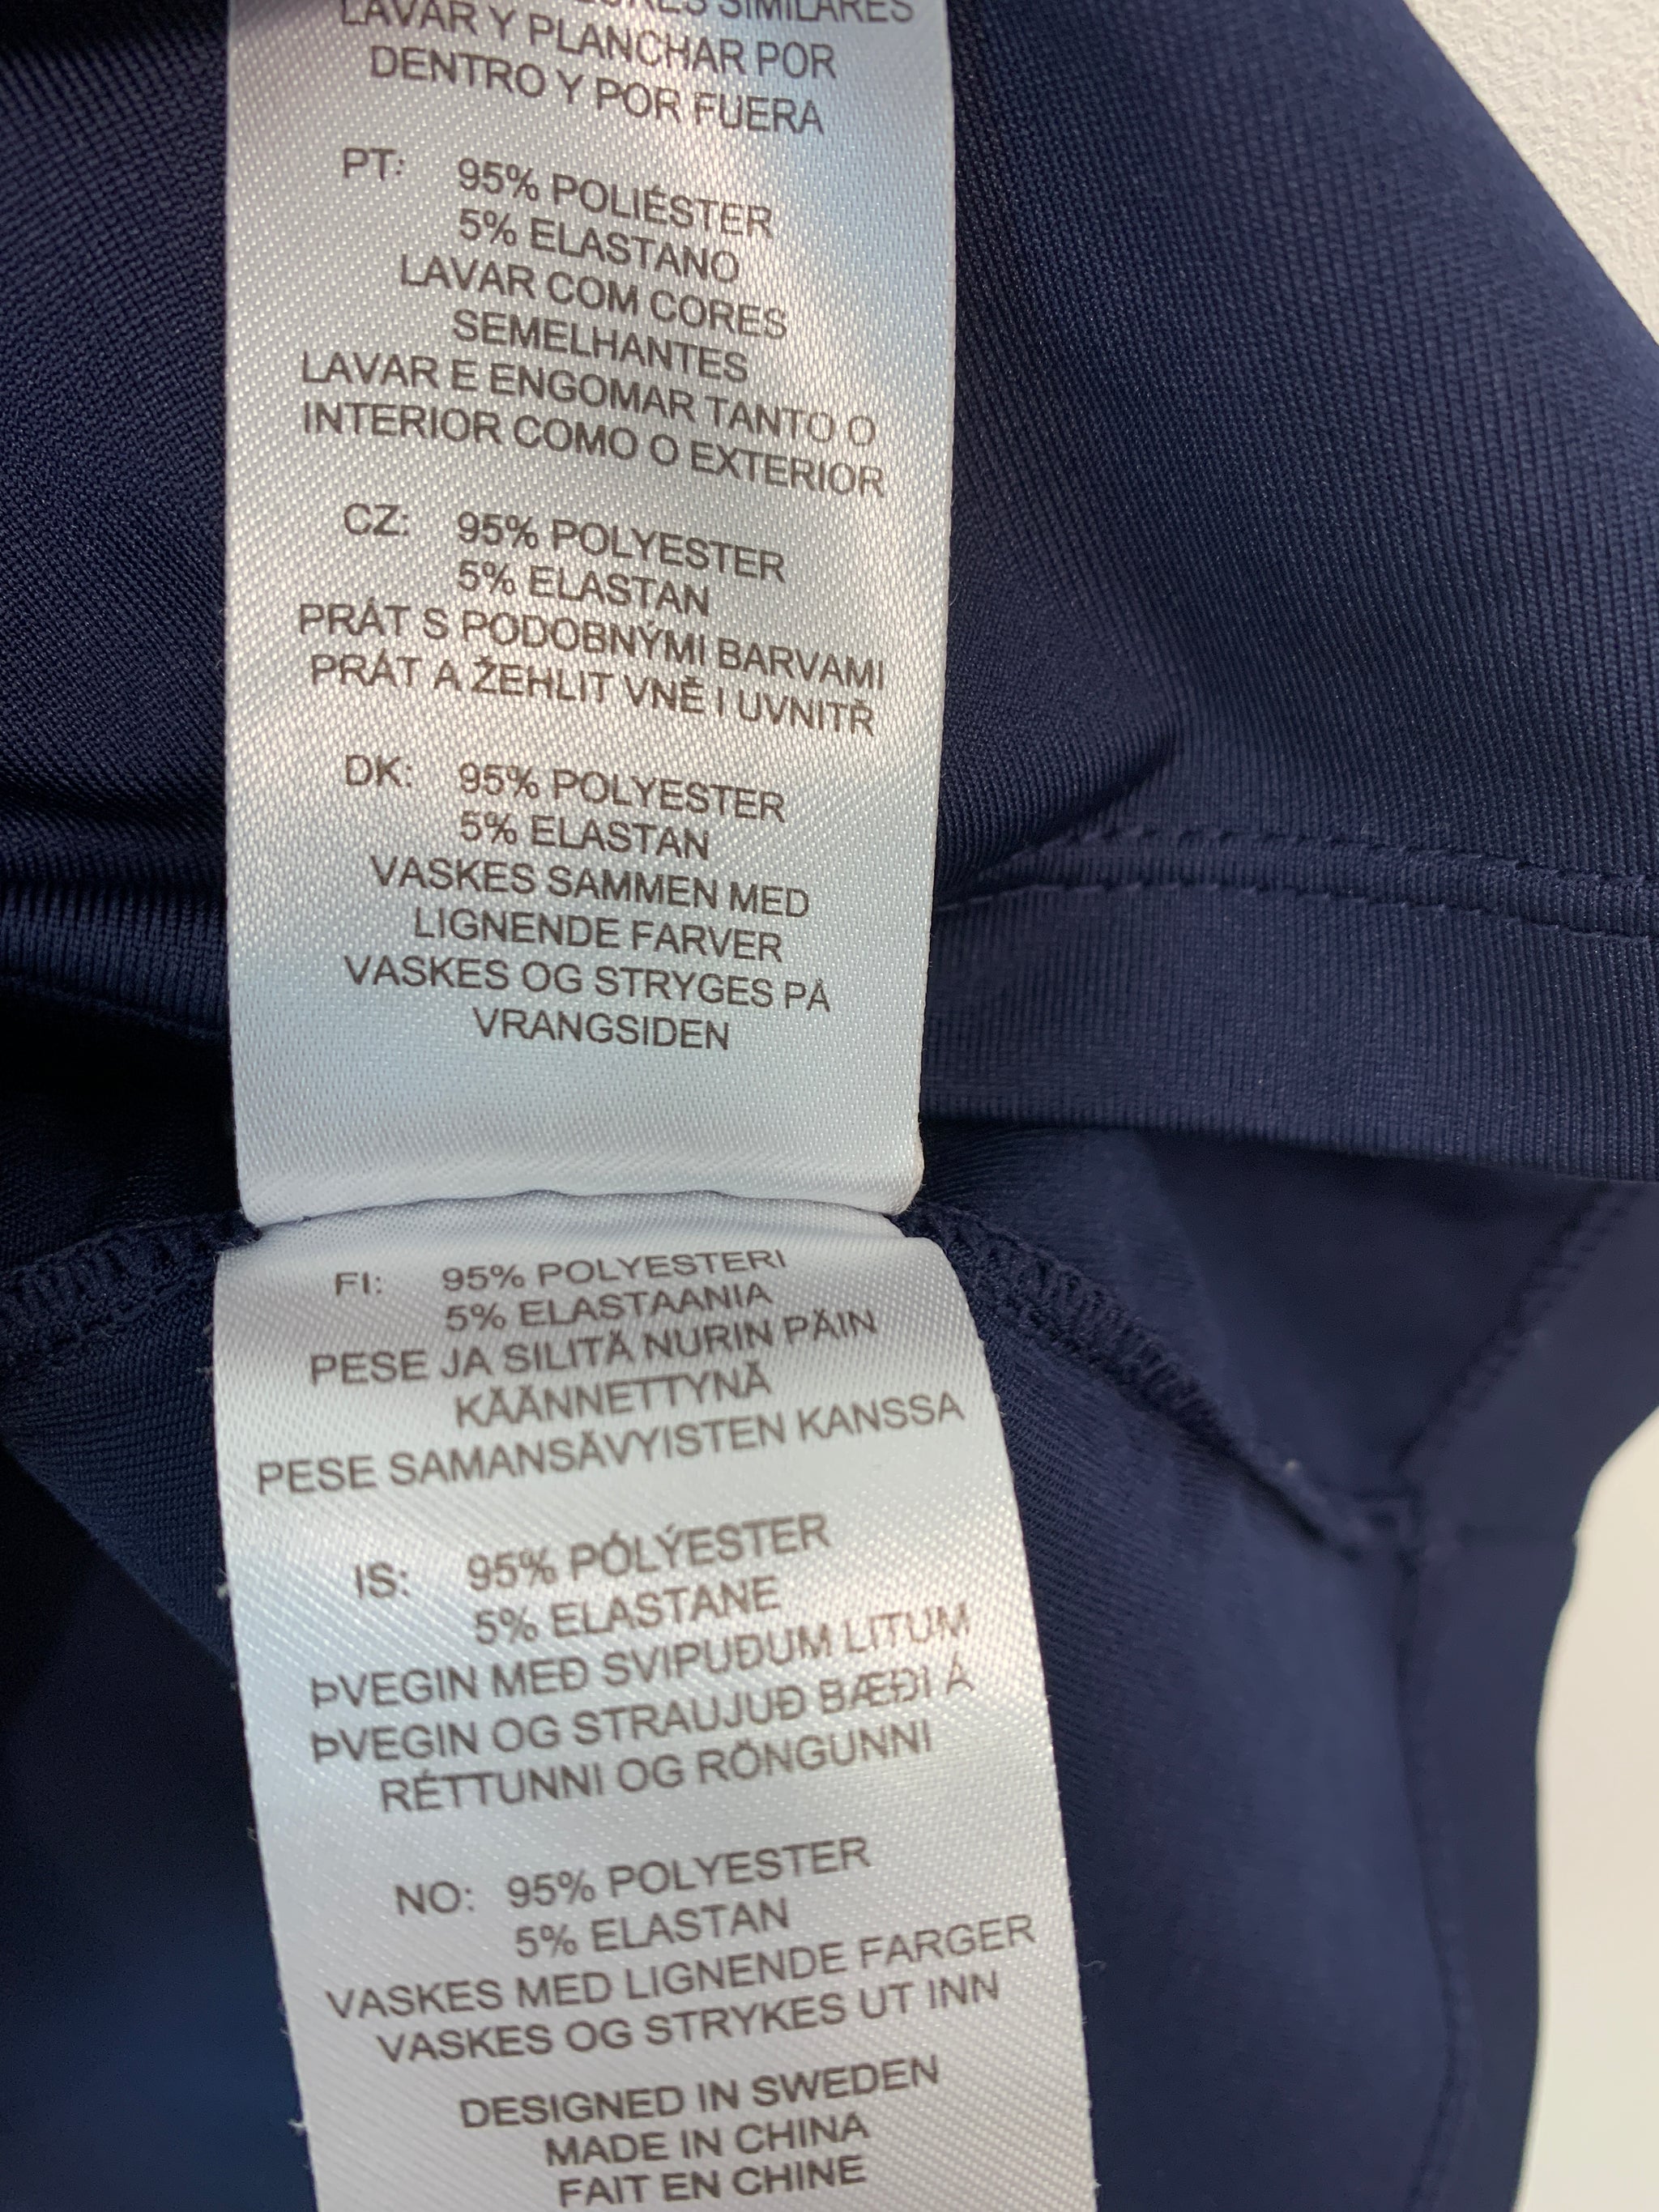 SIMILARES
LAVAR Y PLANCHAR POR
DENTRO Y POR FUERA
PT: 95% POLIÉSTER
5% ELASTANO
LAVAR COM CORES
SEMELHANTES
LAVAR E ENGOMAR TANTO O
INTERIOR COMO O EXTERIOR
CZ: 95% POLYESTER
5% ELASTAN
PRÁT S PODOBNÝMI BARVAMI
PRÁT A ŽEHLIT VNĚ I UVNITŘ
DK: 95% POLYESTER
5% ELASTAN
VASKES SAMMEN MED
LIGNENDE FARVER
VASKES OG STRYGES PÅ
VRANGSIDEN
FI: 95% POLYESTERI
5% ELASTAANIA
PESE JA SILITÄ NURIN PÄIN
KÄÄNNETTYNÄ
PESE SAMANSÄVYISTEN KANSSA
IS: 95% PÓLÝESTER
5% ELASTANE
ÞVEGIN MEÐ SVIPUÐUM LITUM
ÞVEGIN OG STRAUJUÐ BÆÐI Á
RÉTTUNNI OG RÖNGUNNI
NO: 95% POLYESTER
5% ELASTAN
VASKES MED LIGNENDE FARGER
VASKES OG STRYKES UT INN
DESIGNED IN SWEDEN
MADE IN CHINA
FAIT EN CHINE